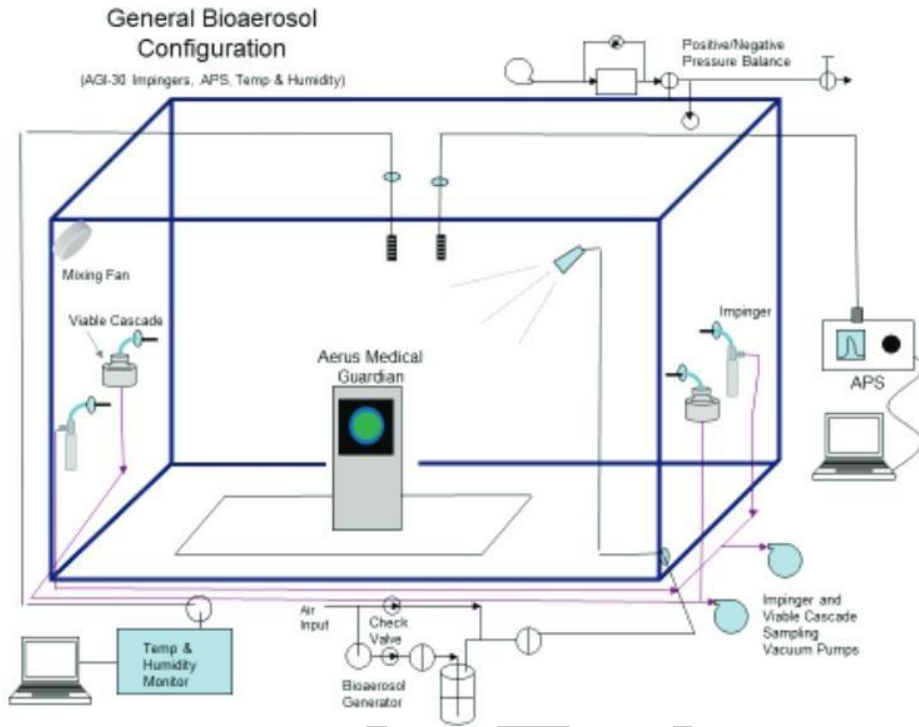 General Bioaerosol
Configuration
(AGI-30 Impingers, APS, Temp & Humidity)
Positive/Negative
Pressure Balance
Mixing Fan
Viable Cascade
Impinger
Aerus Medical
Guardian
APS
Air
Input
Check
Valve
Impinger and
Viable Cascade
Sampling
Vacuum Pumps
Temp &
Humidity
Monitor
Bioaerosol
Generator